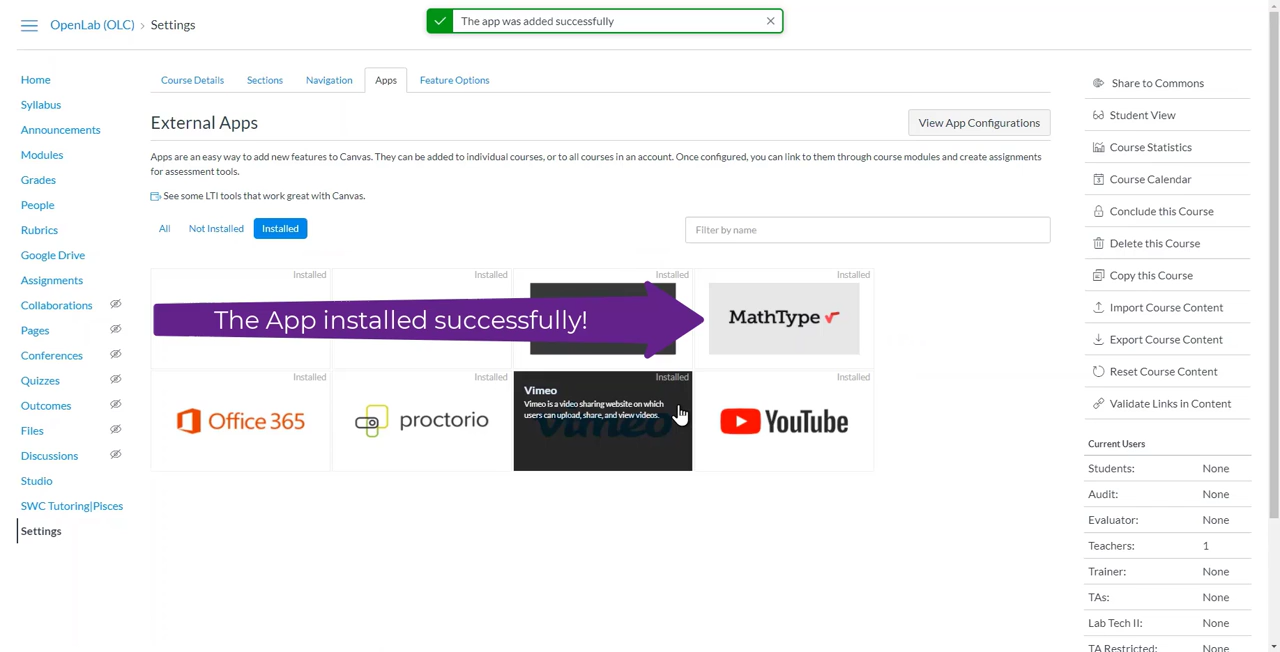 OpenLab (OLC) › Settings
The app was added successfully
Home
Syllabus
Announcements
Modules
Grades
People
Rubrics
Google Drive
Assignments
Collaborations
Pages
Conferences
Quizzes
Outcomes
Files
Discussions
Studio
SWC Tutoring|Pisces
Settings
Course Details Sections Navigation Apps Feature Options
External Apps
View App Configurations
Apps are an easy way to add new features to Canvas. They can be added to individual courses, or to all courses in an account. Once configured, you can link to them through course modules and create assignments
for assessment tools.
See some LTI tools that work great with Canvas.
All Not Installed Installed
Filter by name
Installed Installed Installed Installed
The App installed successfully!
MathType
Installed Installed Installed Installed
Office 365
proctorio
Vimeo
Vimeo is a video sharing website on which
users can upload, share, and view videos.
vimeo
YouTube
Share to Commons
Student View
Course Statistics
Course Calendar
Conclude this Course
Delete this Course
Copy this Course
Import Course Content
Export Course Content
Reset Course Content
Validate Links in Content
Current Users
Students: None
Audit: None
Evaluator: None
Teachers: 1
Trainer: None
TAs: None
Lab Tech II: None
TA Restricted: None